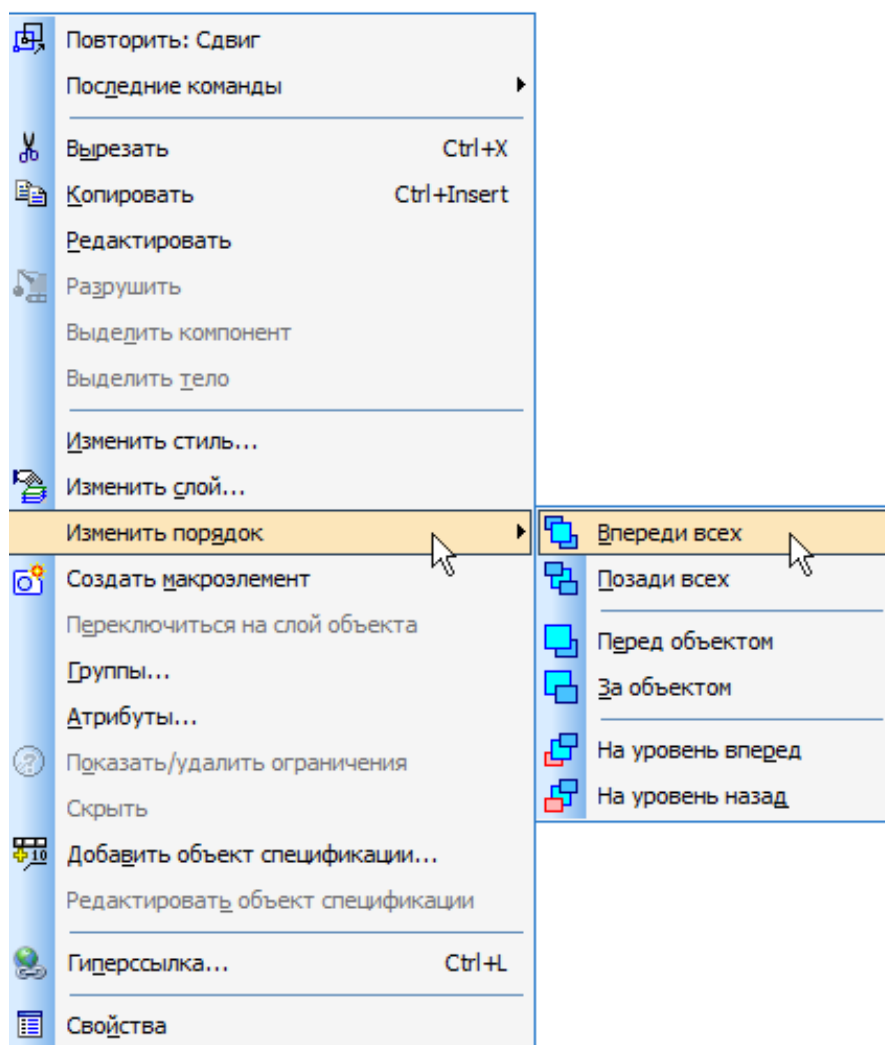 Повторить: Сдвиг
Последние команды
Вырезать Ctrl+X
Копировать Ctrl+Insert
Редактировать
Разрушить
Выделить компонент
Выделить тело
Изменить стиль...
Изменить слой...
Изменить порядок
Впереди всех
Создать макроэлемент
Позади всех
Переключиться на слой объекта
Перед объектом
Группы...
За объектом
Атрибуты...
На уровень вперед
Показать/удалить ограничения
На уровень назад
Скрыть
10
Добавить объект спецификации...
Редактировать объект спецификации
Гиперссылка... Ctrl+L
Свойства